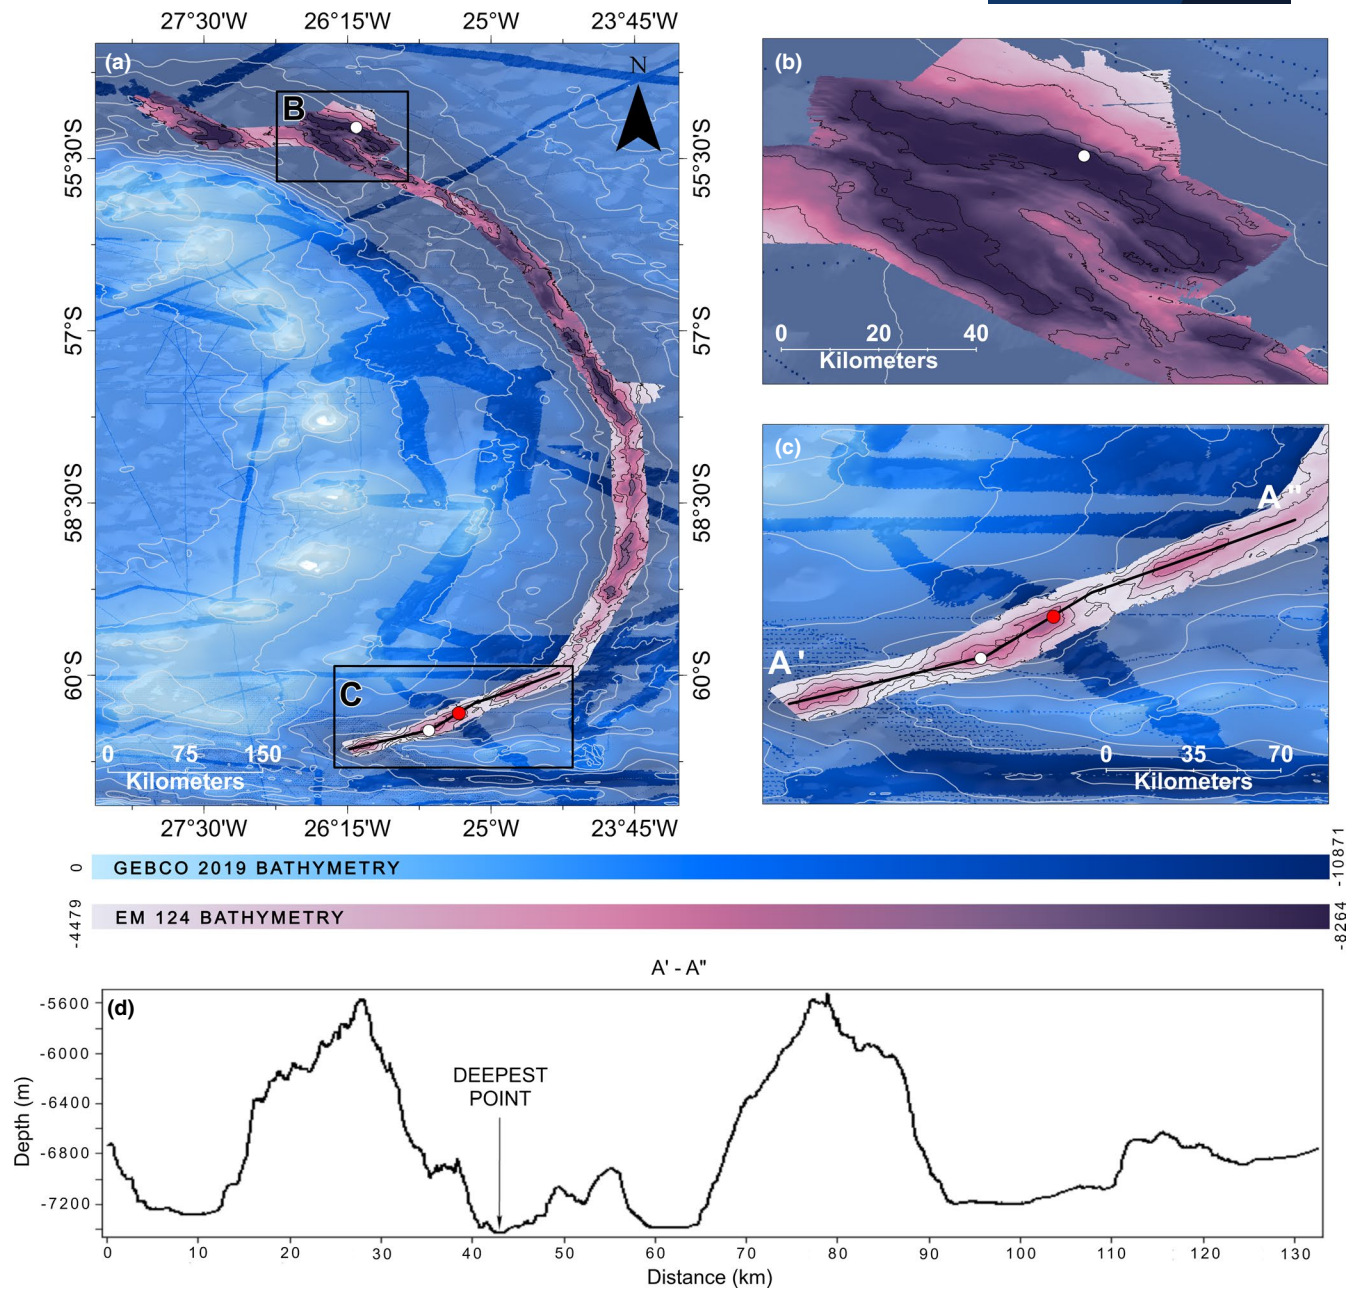 27°30'W 26°15'W 25°W 23°45'W
(a)
N
B
55°30'S
57°S
58°30'S
60°S
55°30'S
57°S
58°30'S
60°S
C
0 75 150
Kilometers
27°30'W 26°15'W 25°W 23°45'W
(b)
0 20 40
Kilometers
(c)
A"
A'
0 35 70
Kilometers
0 GEBCO 2019 BATHYMETRY -10871
-4479 EM 124 BATHYMETRY -8264
A' - A"
(d)
DEEPEST
POINT
Depth (m)
-5600
-6000
-6400
-6800
-7200
0 10 20 30 40 50 60 70 80 90 100 110 120 130
Distance (km)